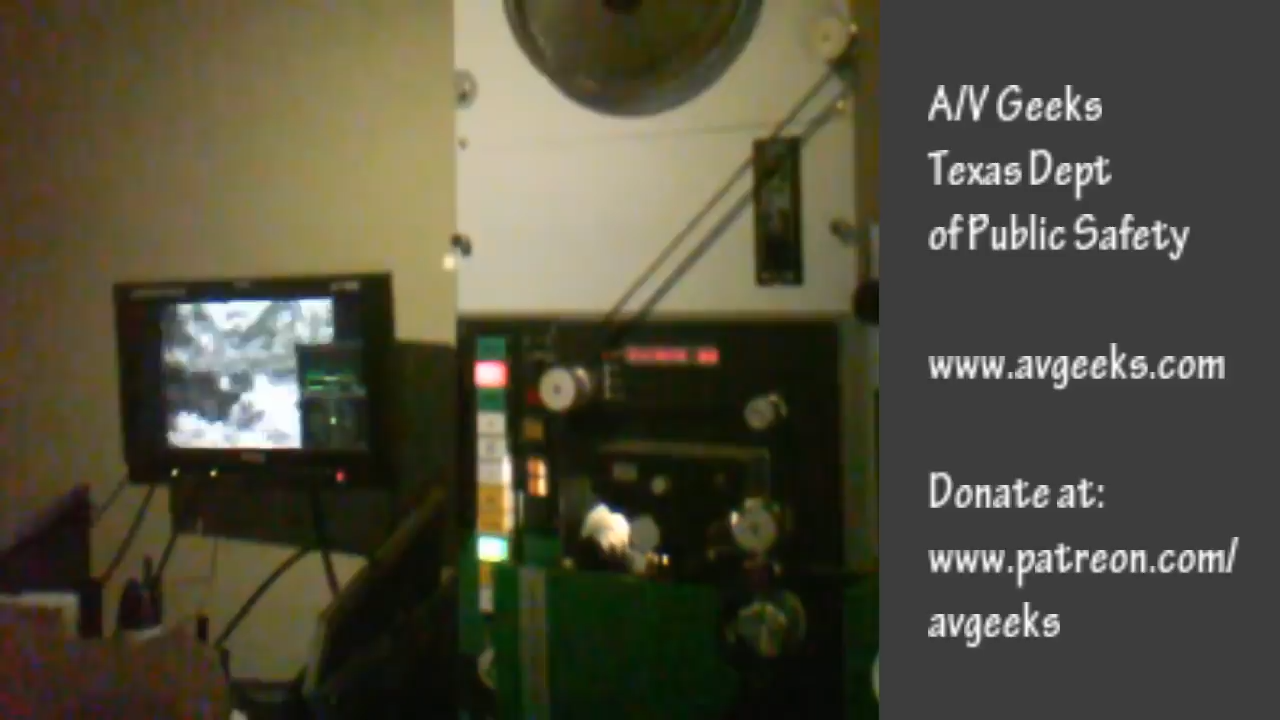 A/V Geeks
Texas Dept
of Public Safety
www.avgeeks.com
Donate at:
www.patreon.com/
avgeeks